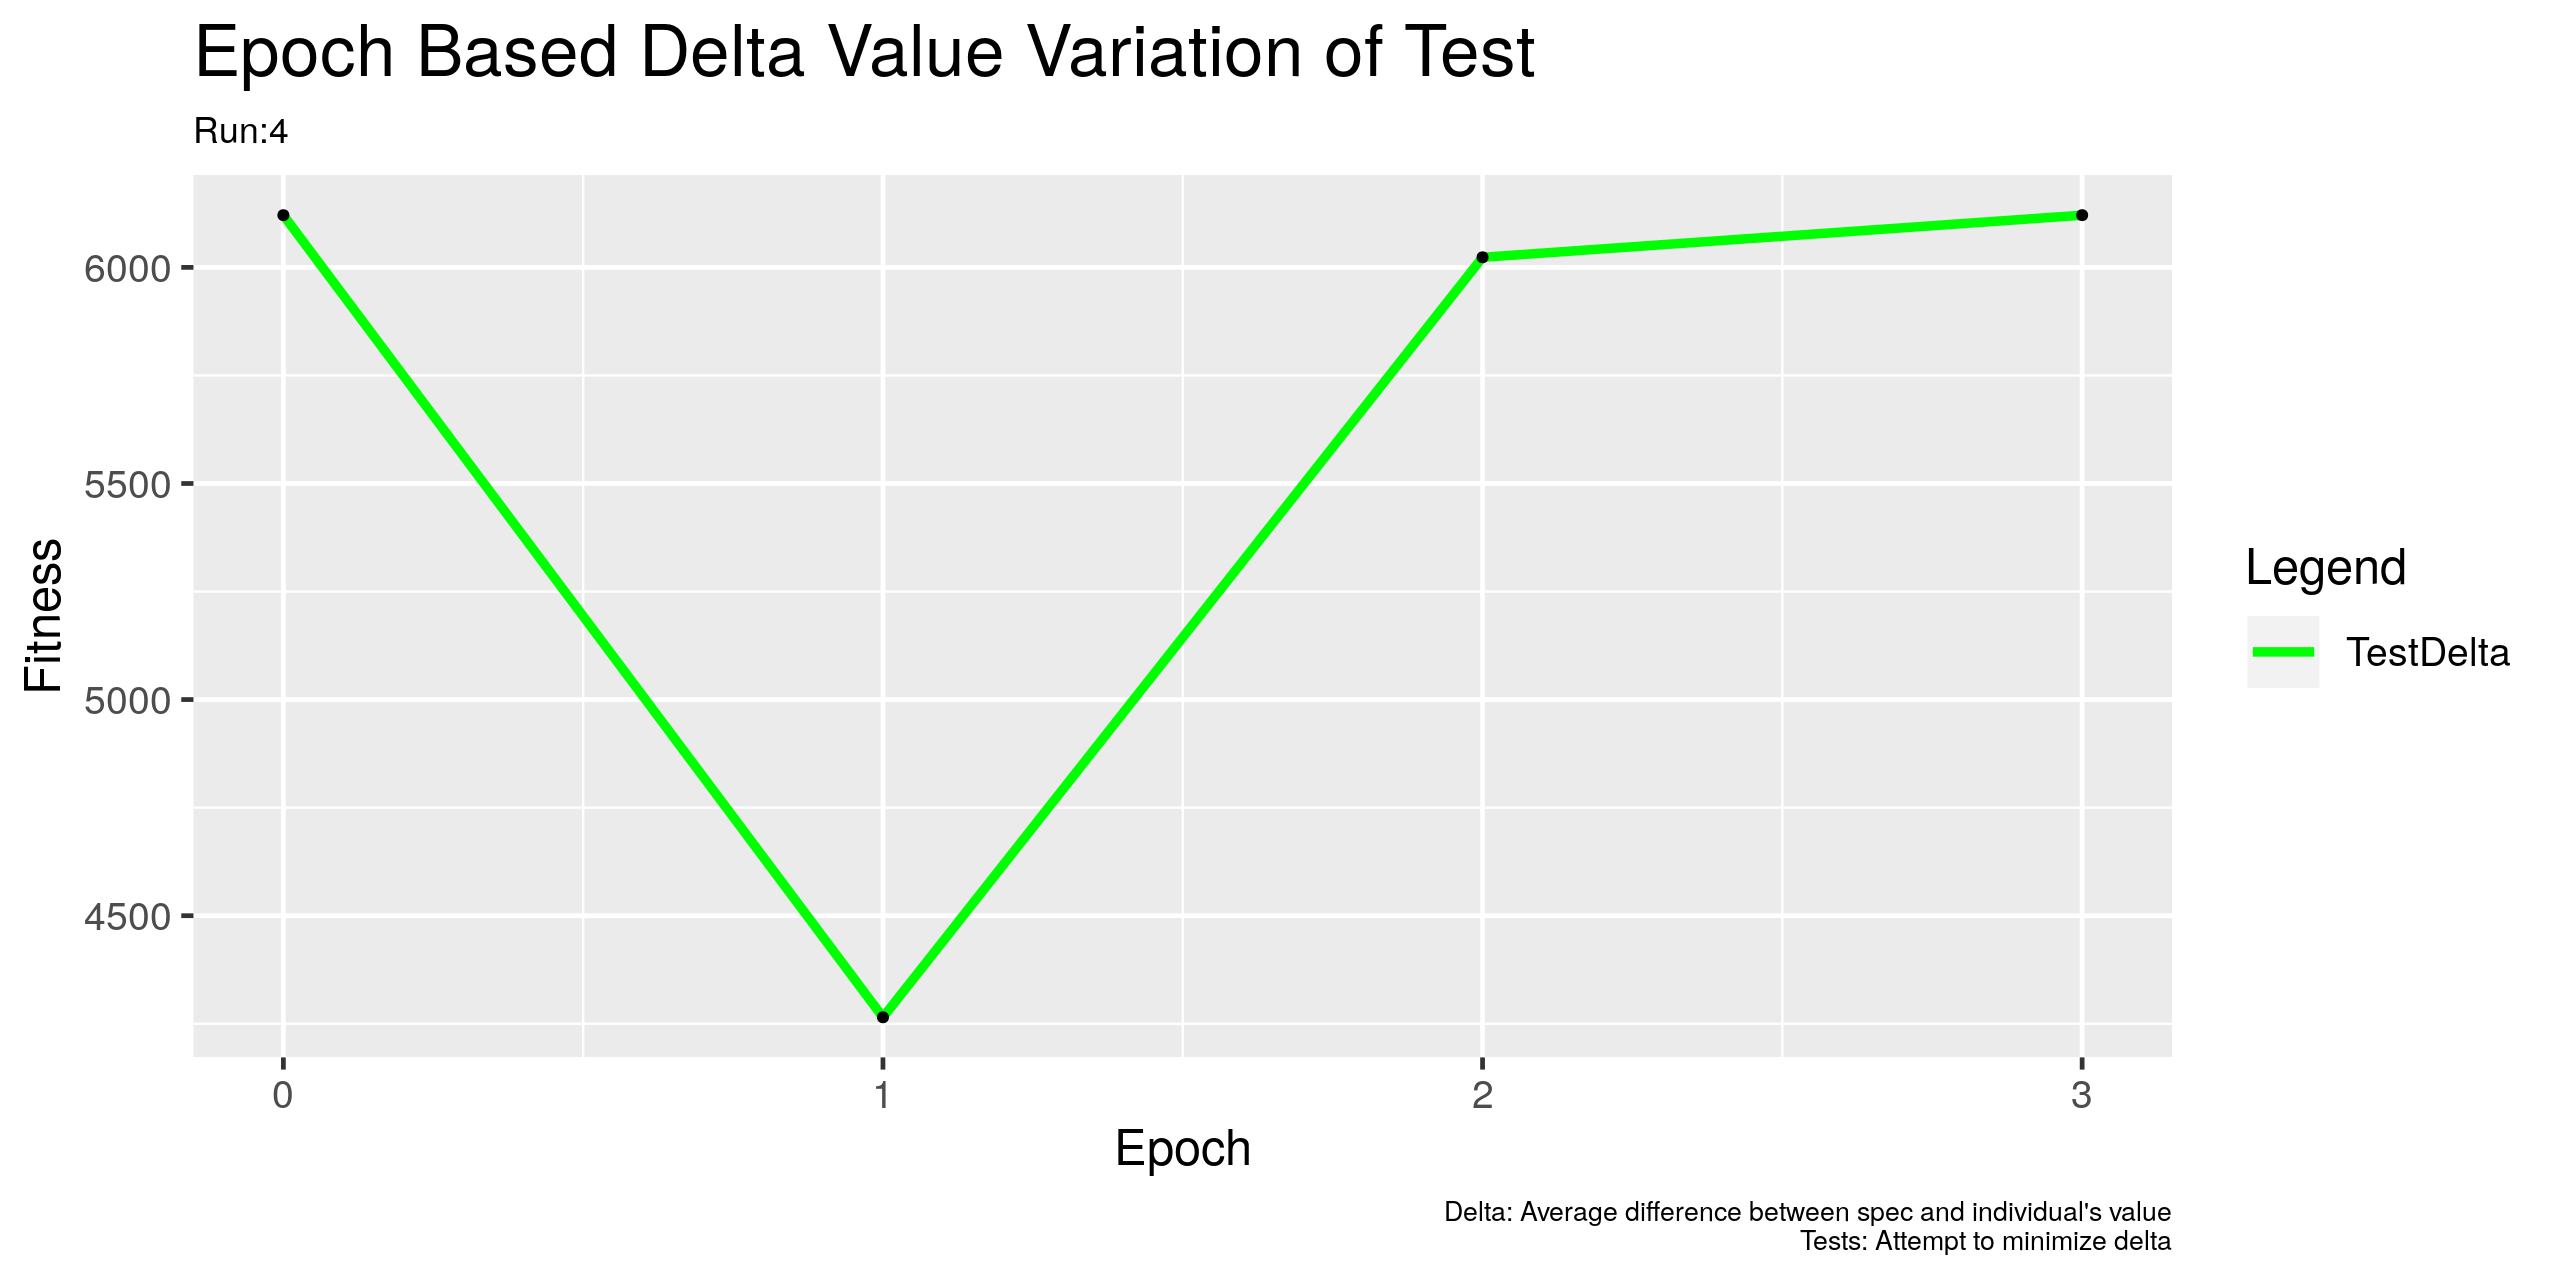 Epoch Based Delta Value Variation of Test
Run:4
6000
5500
5000
4500
Fitness
0 1 2 3
Epoch
Legend
TestDelta
Delta: Average difference between spec and individual's value
Tests: Attempt to minimize delta